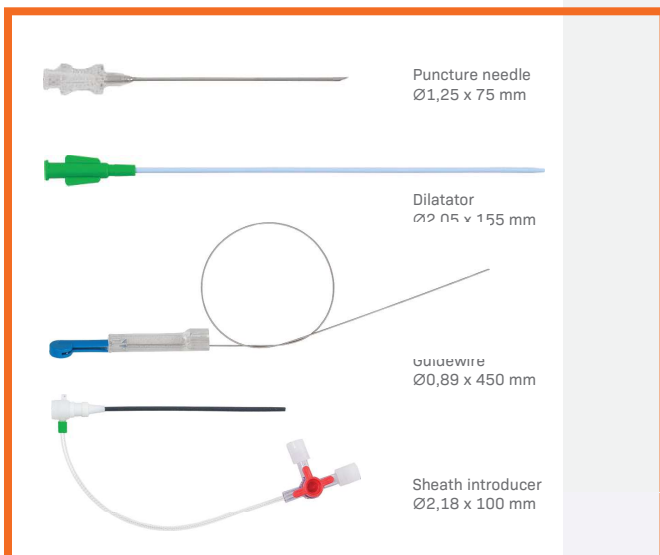 Puncture needle
Ø1,25 x 75 mm
Dilatator
Ø2,05 x 155 mm
Guidewire
Ø0,89 x 450 mm
Sheath introducer
Ø2,18 x 100 mm